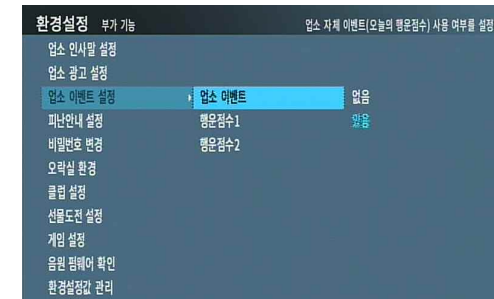 환경설정 부가 기능 업소 자체 이벤트(오늘의 행운점수) 사용 여부를 설정
업소 인사말 설정
업소 광고 설정
업소 이벤트 설정 업소 이벤트 없음
피난안내 설정 행운점수1 있음
비밀번호 변경 행운점수2
오락실 환경
클럽 설정
선물도전 설정
게임 설정
음원 펌웨어 확인
환경설정값 관리